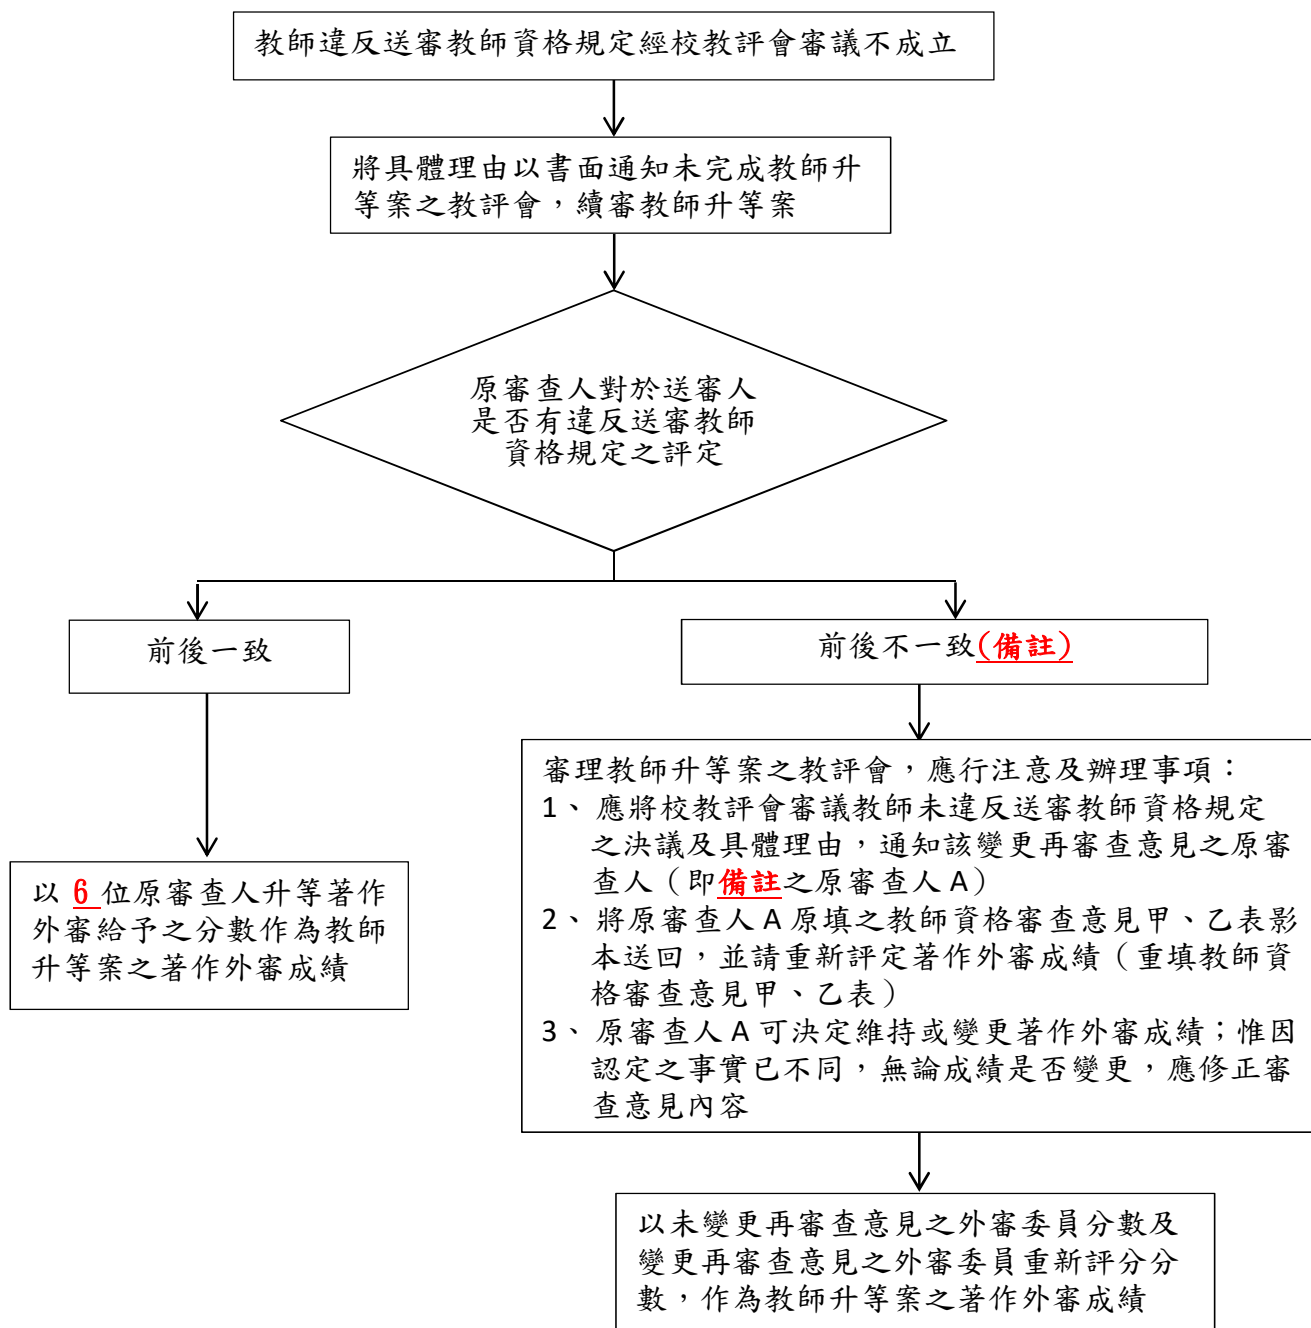 教師違反送審教師資格規定經校教評會審議不成立
將具體理由以書面通知未完成教師升
等案之教評會，續審教師升等案
原審查人對於送審人
是否有違反送審教師
資格規定之評定
前後一致
前後不一致(備註)
以 6 位原審查人升等著作
外審給予之分數作為教師
升等案之著作外審成績
審理教師升等案之教評會，應行注意及辦理事項：
1、 應將校教評會審議教師未違反送審教師資格規定
之決議及具體理由，通知該變更再審查意見之原審
查人（即備註之原審查人 A）
2、 將原審查人 A 原填之教師資格審查意見甲、乙表影
本送回，並請重新評定著作外審成績（重填教師資
格審查意見甲、乙表）
3、 原審查人 A 可決定維持或變更著作外審成績；惟因
認定之事實已不同，無論成績是否變更，應修正審
查意見內容
以未變更再審查意見之外審委員分數及
變更再審查意見之外審委員重新評分分
數，作為教師升等案之著作外審成績